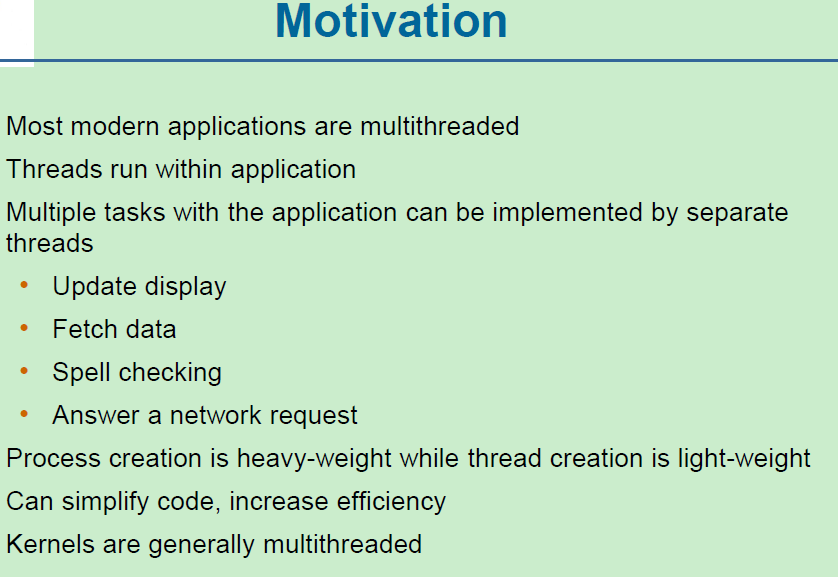 Motivation
Most modern applications are multithreaded
Threads run within application
Multiple tasks with the application can be implemented by separate
threads
• Update display
• Fetch data
• Spell checking
• Answer a network request
Process creation is heavy-weight while thread creation is light-weight
Can simplify code, increase efficiency
Kernels are generally multithreaded